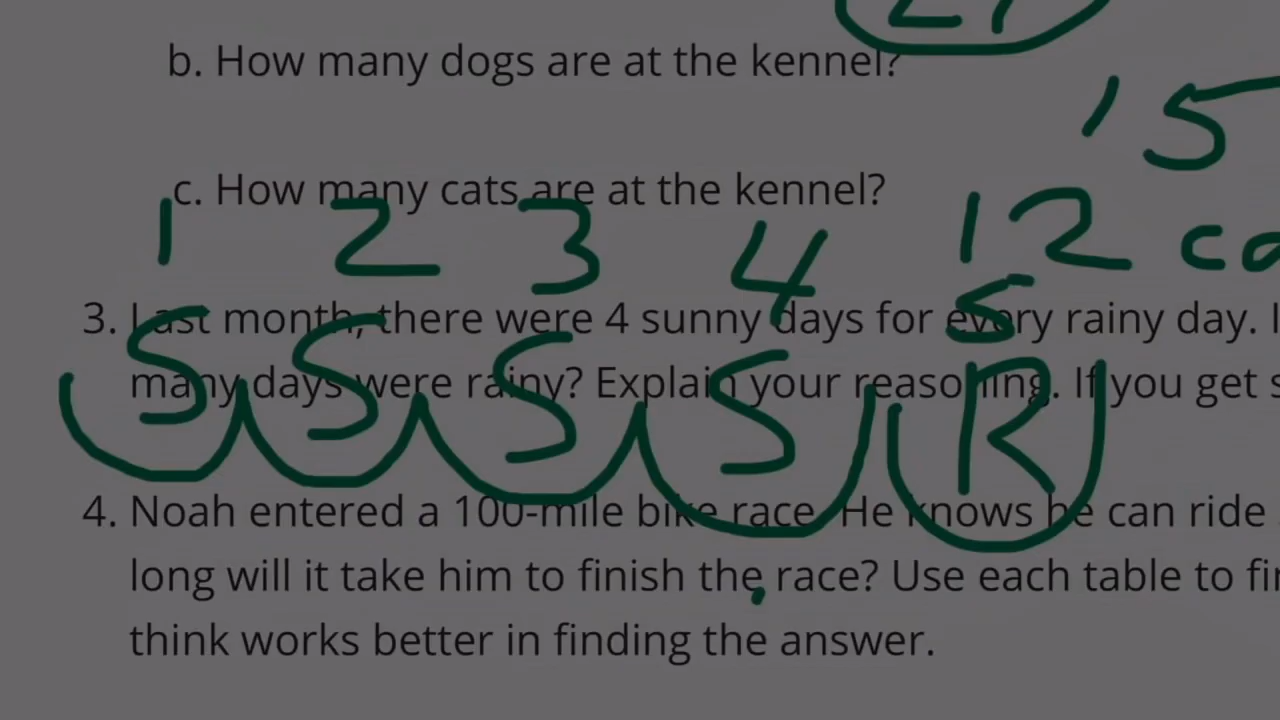 b. How many dogs are at the kennel?
15
c. How many cats are at the kennel?
1 2 3 4 12
5
3. Last month, there were 4 sunny days for every rainy day.
many days were rainy? Explain your reasoning. If you get
S S S S R
4. Noah entered a 100-mile bike race. He knows he can ride
long will it take him to finish the race? Use each table to
think works better in finding the answer.